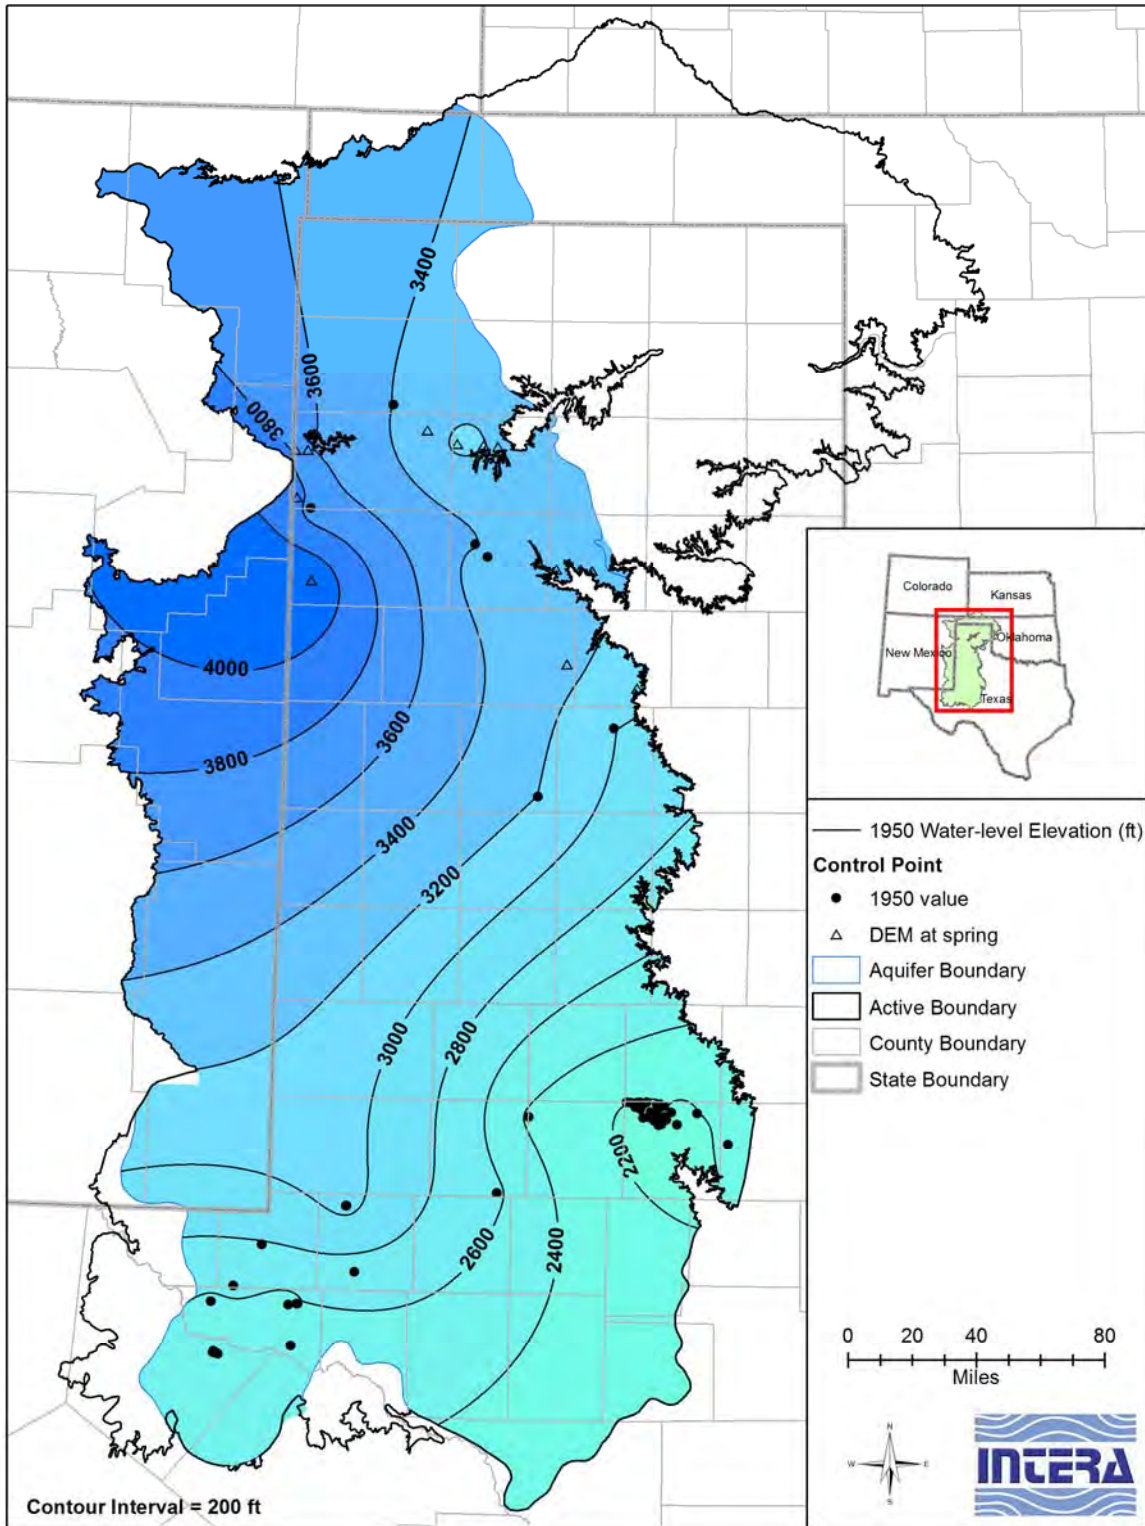 3400
3600
3800
4000
3800
3600
3400
3200
3000
2800
2200
2600
2400
Colorado
Kansas
New Mexico
Oklahoma
Texas
1950 Water-level Elevation (ft)
Control Point
1950 value
DEM at spring
Aquifer Boundary
Active Boundary
County Boundary
State Boundary
0 20 40 80
Miles
N
W E
S
INTERA
Contour Interval = 200 ft